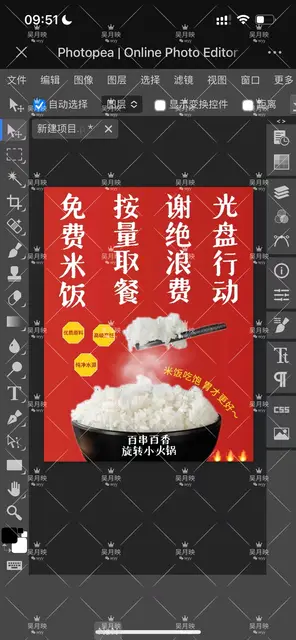 09:51
Photopea | Online Photo Editor
文件 编辑 图像 图层 选择 滤镜 视图 窗口 更多
自动选择 图层 显示变换控件 距离
新建项目. *
光盘行动
谢绝浪费
按量取餐
免费米饭
优质原料
纯净水源
米饭吃饱 胃才更好~
百串百香
旋转小火锅
Tt
T
CSS
吴月映